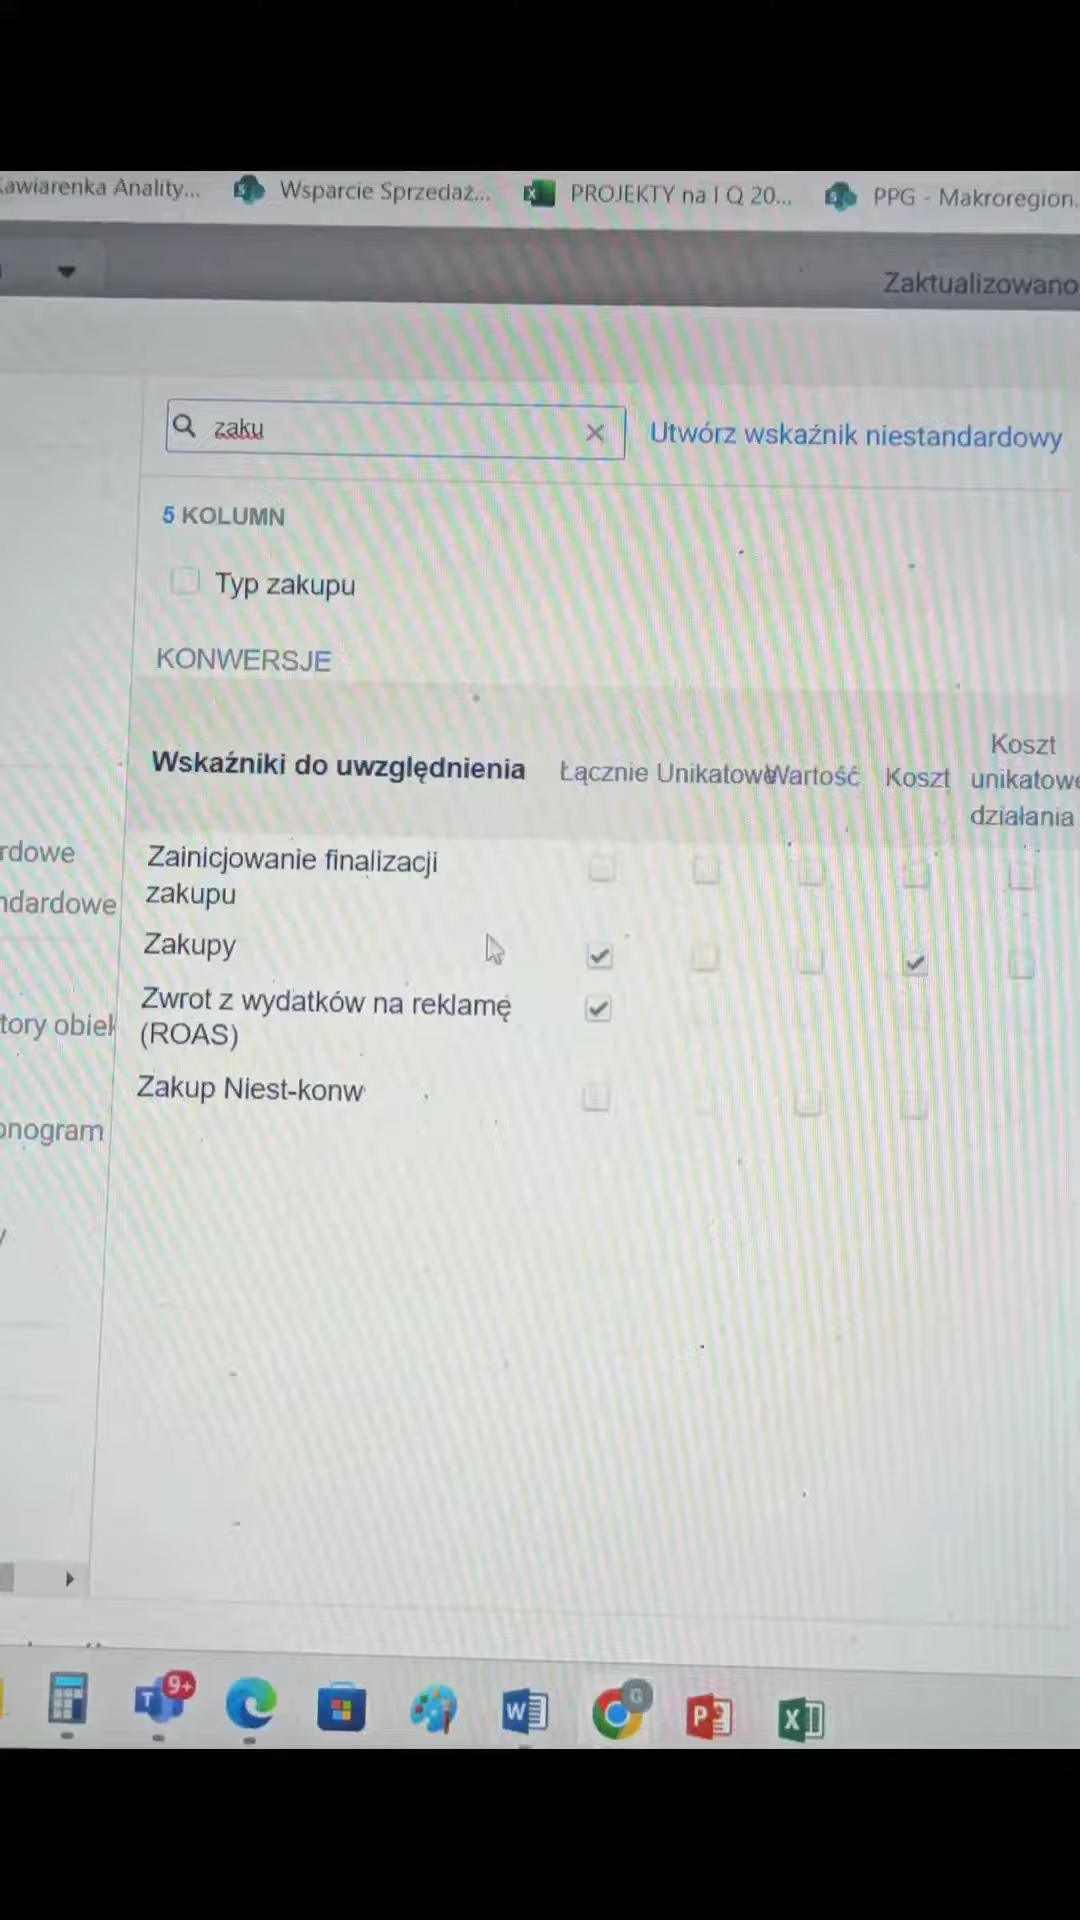 Kawiarenka Anality... Wsparcie Sprzedaż... PROJEKTY na I Q 20... PPG - Makroregion.
Zaktualizowano
zaku
Utwórz wskaźnik niestandardowy
5 KOLUMN
Typ zakupu
KONWERSJE
Wskaźniki do uwzględnienia Łącznie Unikatowe Wartość Koszt Koszt unikatowe działania
Zainicjowanie finalizacji
zakupu
Zakupy
Zwrot z wydatków na reklamę
(ROAS)
Zakup Niest-konw
rdowe
ndardowe
tory obiek
onogram
9+
G